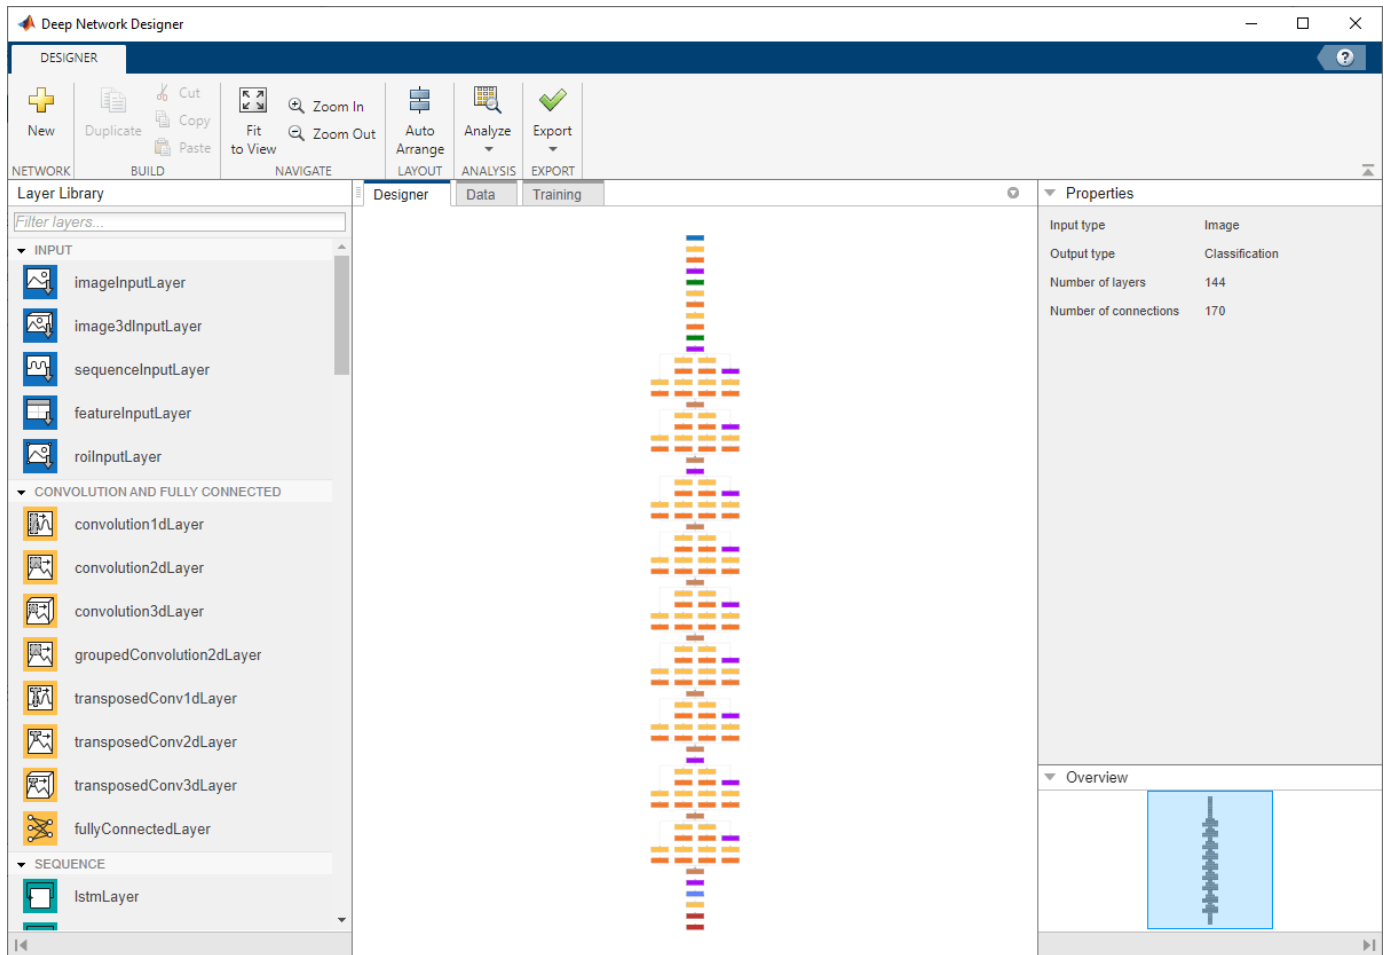 Deep Network Designer
DESIGNER
?
New
Duplicate
Cut
Copy
Paste
Fit
to View
Zoom In
Zoom Out
Auto
Arrange
Analyze
Export
NETWORK
BUILD
NAVIGATE
LAYOUT
ANALYSIS
EXPORT
Layer Library
Filter layers...
INPUT
imageInputLayer
image3dInputLayer
sequenceInputLayer
featureInputLayer
roiInputLayer
CONVOLUTION AND FULLY CONNECTED
convolution1dLayer
convolution2dLayer
convolution3dLayer
groupedConvolution2dLayer
transposedConv1dLayer
transposedConv2dLayer
transposedConv3dLayer
fullyConnectedLayer
SEQUENCE
lstmLayer
Designer
Data
Training
Properties
Input type Image
Output type Classification
Number of layers 144
Number of connections 170
Overview